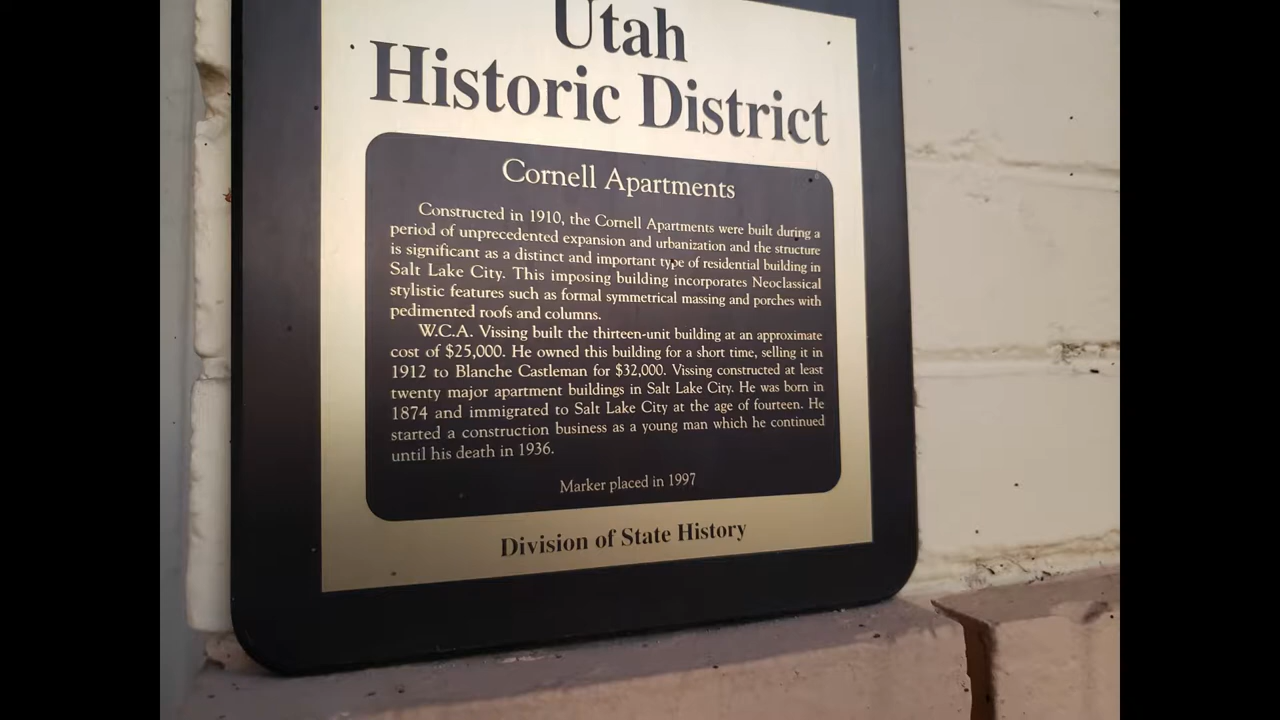 Utah
Historic District
Cornell Apartments
Constructed in 1910, the Cornell Apartments were built during a
period of unprecedented expansion and urbanization and the structure
is significant as a distinct and important type of residential building in
Salt Lake City. This imposing building incorporates Neoclassical
stylistic features such as formal symmetrical massing and porches with
pedimented roofs and columns.
W.C.A. Vissing built the thirteen-unit building at an approximate
cost of $25,000. He owned this building for a short time, selling it in
1912 to Blanche Castleman for $32,000. Vissing constructed at least
twenty major apartment buildings in Salt Lake City. He was born in
1874 and immigrated to Salt Lake City at the age of fourteen. He
started a construction business as a young man which he continued
until his death in 1936.
Marker placed in 1997
Division of State History